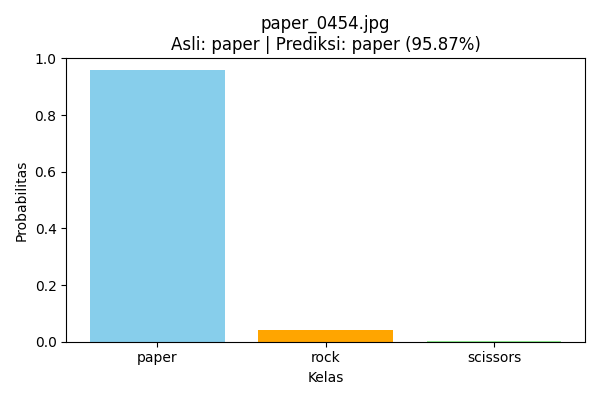 paper_0454.jpg
Asli: paper | Prediksi: paper (95.87%)
1.0
0.8
0.6
0.4
0.2
0.0
Probabilitas
paper
rock
scissors
Kelas